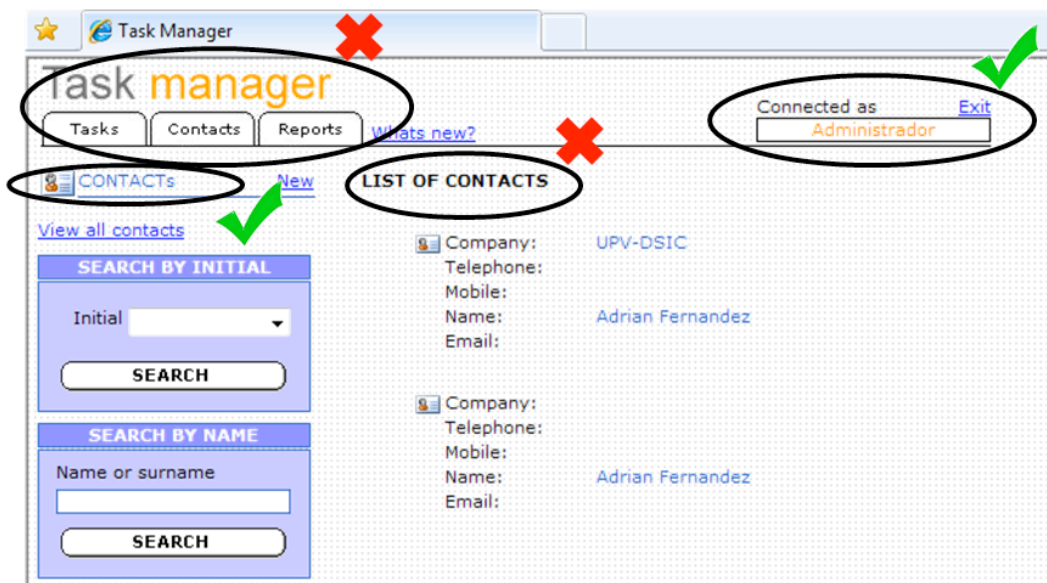 Task Manager
Task manager
Connected as Exit
Administrador
Tasks Contacts Reports Whats new?
CONTACTs New
LIST OF CONTACTS
View all contacts
SEARCH BY INITIAL
Initial
SEARCH
SEARCH BY NAME
Name or surname
SEARCH
Company: UPV-DSIC
Telephone:
Mobile:
Name: Adrian Fernandez
Email:
Company:
Telephone:
Mobile:
Name: Adrian Fernandez
Email: